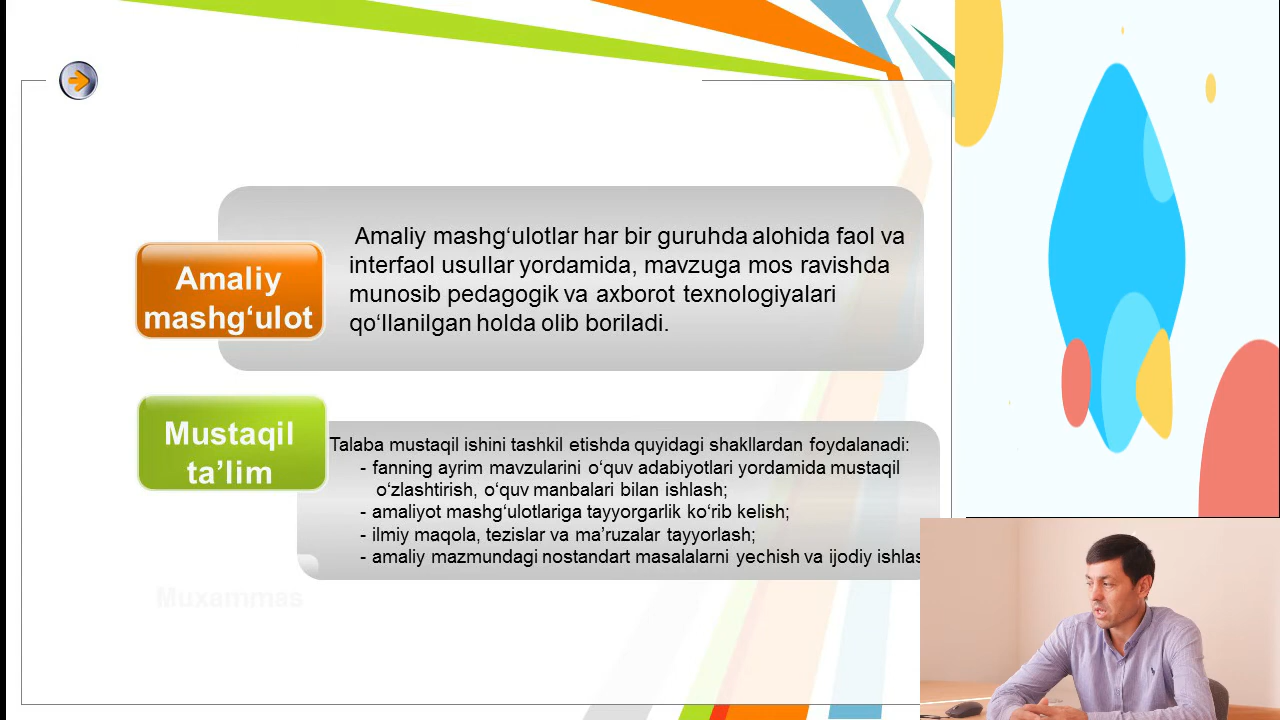 Amaliy
mashg‘ulot
Amaliy mashg‘ulotlar har bir guruhda alohida faol va
interfaol usullar yordamida, mavzuga mos ravishda
munosib pedagogik va axborot texnologiyalari
qo‘llanilgan holda olib boriladi.
Mustaqil
ta’lim
Talaba mustaqil ishini tashkil etishda quyidagi shakllardan foydalanadi:
- fanning ayrim mavzularini o‘quv adabiyotlari yordamida mustaqil
o‘zlashtirish, o‘quv manbalari bilan ishlash;
- amaliyot mashg‘ulotlariga tayyorgarlik ko‘rib kelish;
- ilmiy maqola, tezislar va ma’ruzalar tayyorlash;
- amaliy mazmundagi nostandart masalalarni yechish va ijodiy ishlas
Muxammas